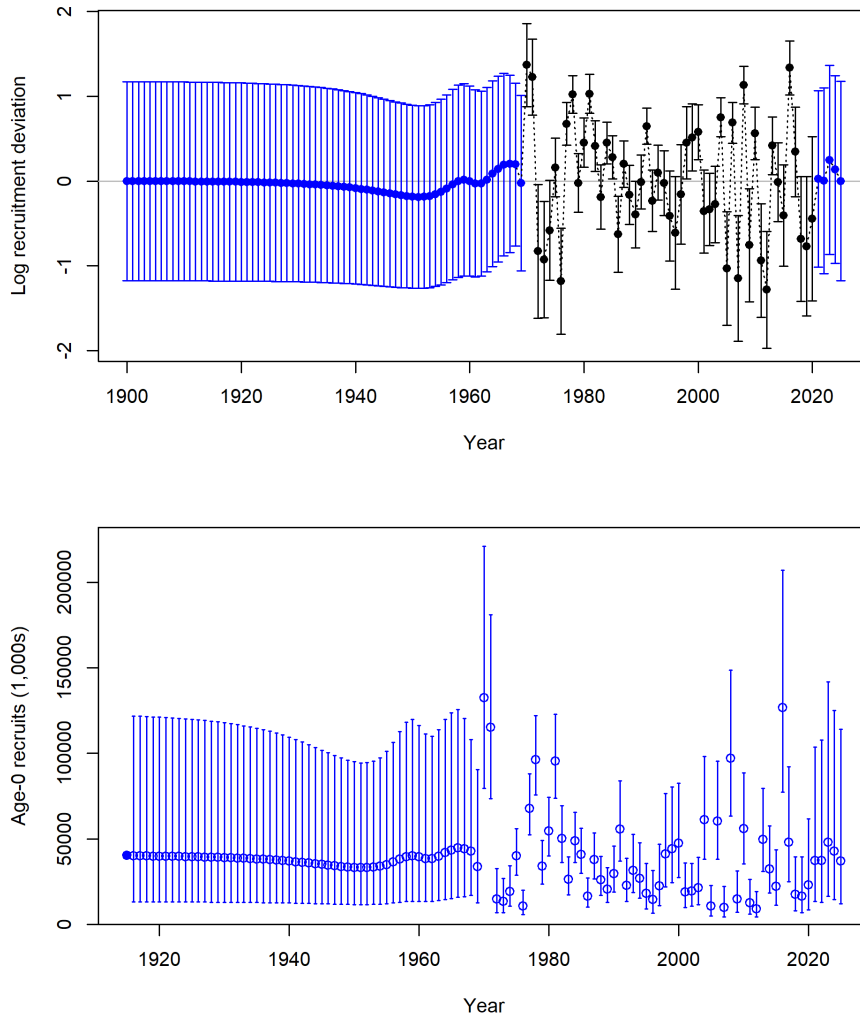 2
1
0
-1
-2
Log recruitment deviation
1900 1920 1940 1960 1980 2000 2020
Year
200000
150000
100000
50000
0
Age-0 recruits (1,000s)
1920 1940 1960 1980 2000 2020
Year